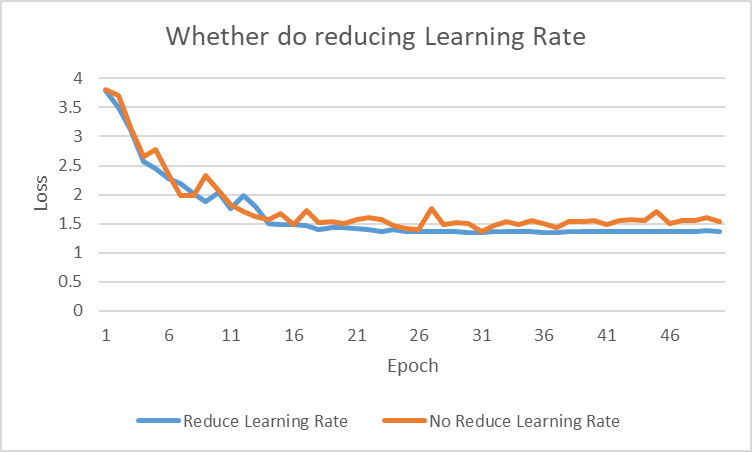 Whether do reducing Learning Rate
4
3.5
3
2.5
2
1.5
1
0.5
0
Loss
1 6 11 16 21 26 31 36 41 46
Epoch
Reduce Learning Rate No Reduce Learning Rate